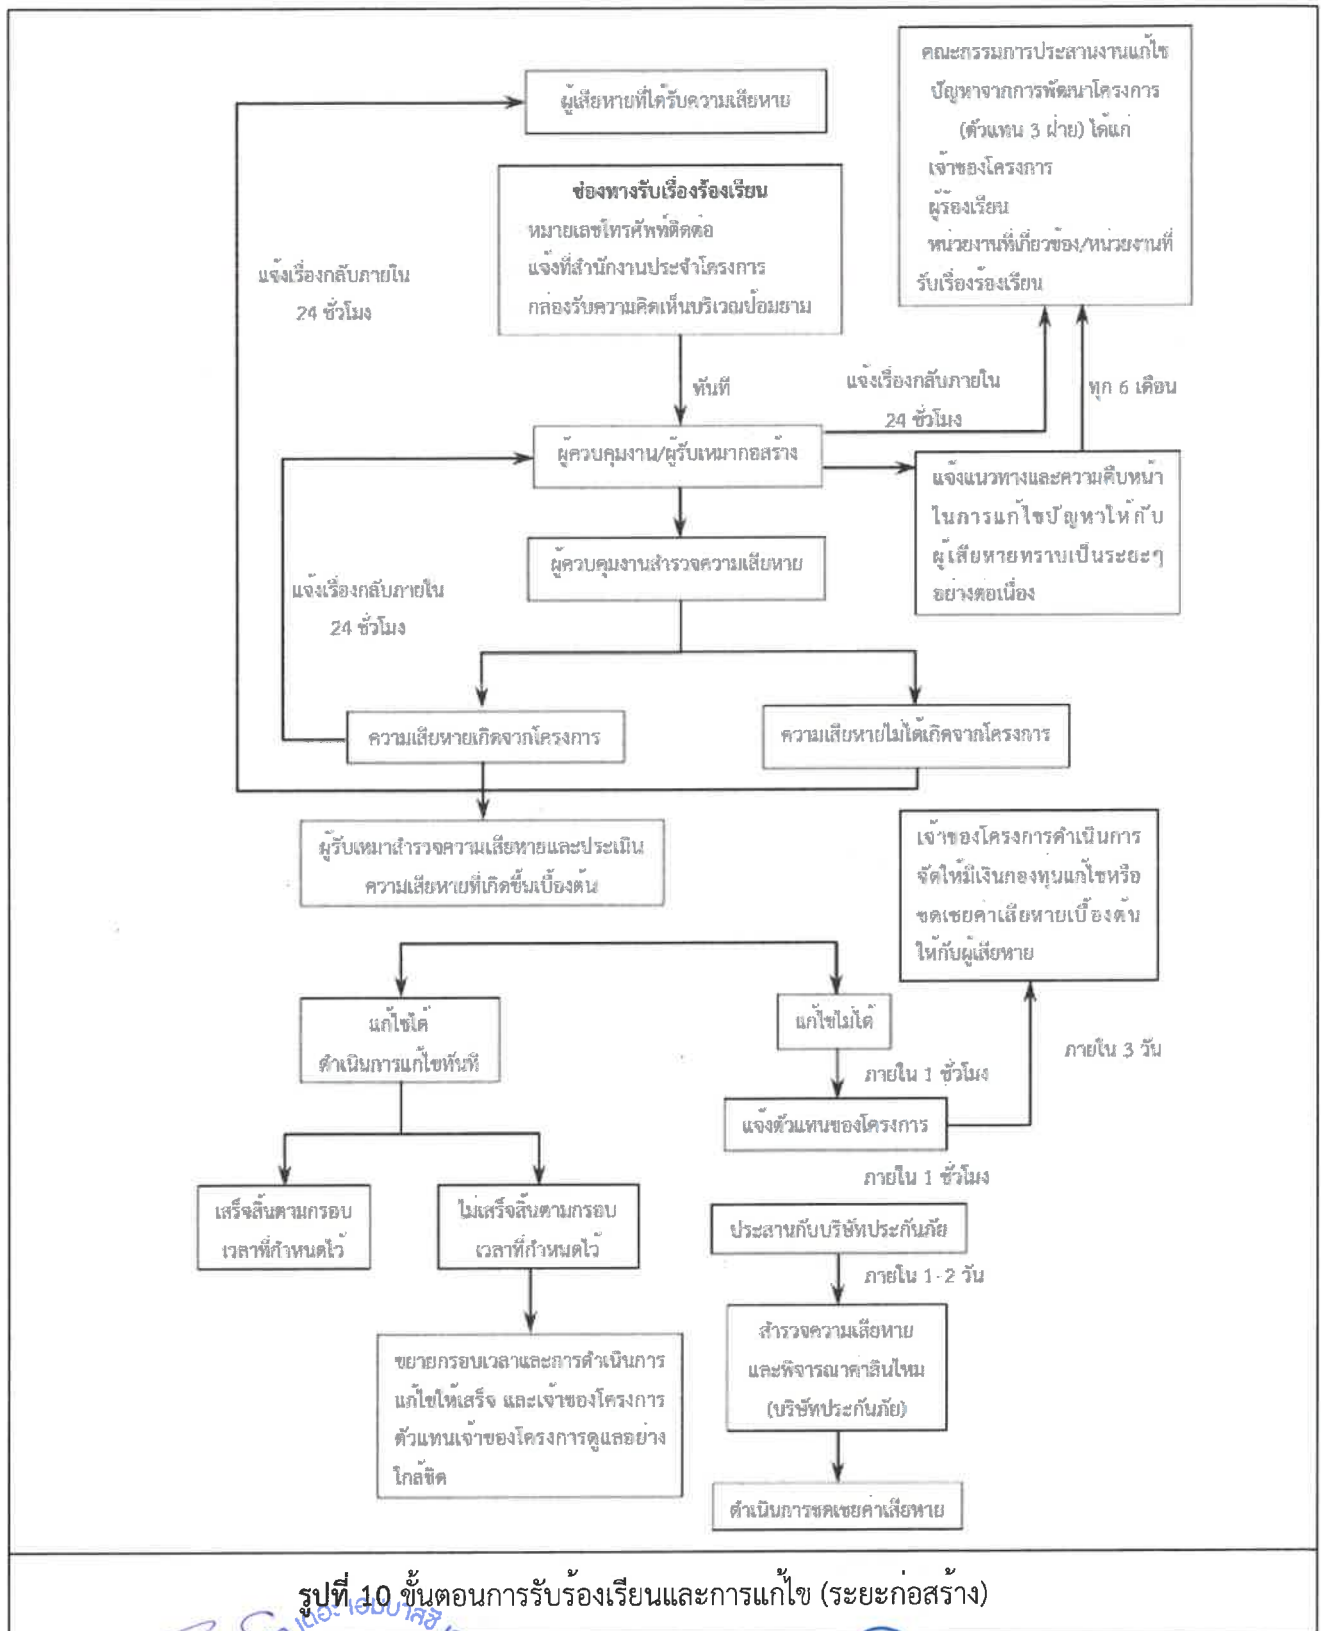 ผู้เสียหายที่ได้รับความเสียหาย
คณะกรรมการประสานงานแก้ไข
ปัญหาจากการพัฒนาโครงการ
(ตัวแทน 3 ฝ่าย) ได้แก่
เจ้าของโครงการ
ผู้ร้องเรียน
หน่วยงานที่เกี่ยวข้อง/หน่วยงานที่
รับเรื่องร้องเรียน
ช่องทางรับเรื่องร้องเรียน
หมายเลขโทรศัพท์ติดต่อ
แจ้งที่สำนักงานประจำโครงการ
กล่องรับความคิดเห็นบริเวณป้อมยาม
แจ้งเรื่องกลับภายใน
24 ชั่วโมง
ทันที
แจ้งเรื่องกลับภายใน
24 ชั่วโมง
ทุก 6 เดือน
ผู้ควบคุมงาน/ผู้รับเหมาก่อสร้าง
แจ้งแนวทางและความคืบหน้า
ในการแก้ไขปัญหาให้กับ
ผู้เสียหายทราบเป็นระยะๆ
อย่างต่อเนื่อง
ผู้ควบคุมงานสำรวจความเสียหาย
แจ้งเรื่องกลับภายใน
24 ชั่วโมง
ความเสียหายเกิดจากโครงการ
ความเสียหายไม่ได้เกิดจากโครงการ
ผู้รับเหมาสำรวจความเสียหายและประเมิน
ความเสียหายที่เกิดขึ้นเบื้องต้น
เจ้าของโครงการดำเนินการ
จัดให้มีเงินกองทุนแก้ไขหรือ
ชดเชยค่าเสียหายเบื้องต้น
ให้กับผู้เสียหาย
แก้ไขได้
ดำเนินการแก้ไขทันที
แก้ไขไม่ได้
ภายใน 3 วัน
ภายใน 1 ชั่วโมง
แจ้งตัวแทนของโครงการ
ภายใน 1 ชั่วโมง
เสร็จสิ้นตามกรอบ
เวลาที่กำหนดไว้
ไม่เสร็จสิ้นตามกรอบ
เวลาที่กำหนดไว้
ประสานกับบริษัทประกันภัย
ภายใน 1-2 วัน
สำรวจความเสียหาย
และพิจารณาค่าสินไหม
(บริษัทประกันภัย)
ขยายกรอบเวลาและการดำเนินการ
แก้ไขให้เสร็จ และเจ้าของโครงการ
ตัวแทนเจ้าของโครงการดูแลอย่าง
ใกล้ชิด
ดำเนินการชดเชยค่าเสียหาย
รูปที่ 10 ขั้นตอนการรับร้องเรียนและการแก้ไข (ระยะก่อสร้าง)